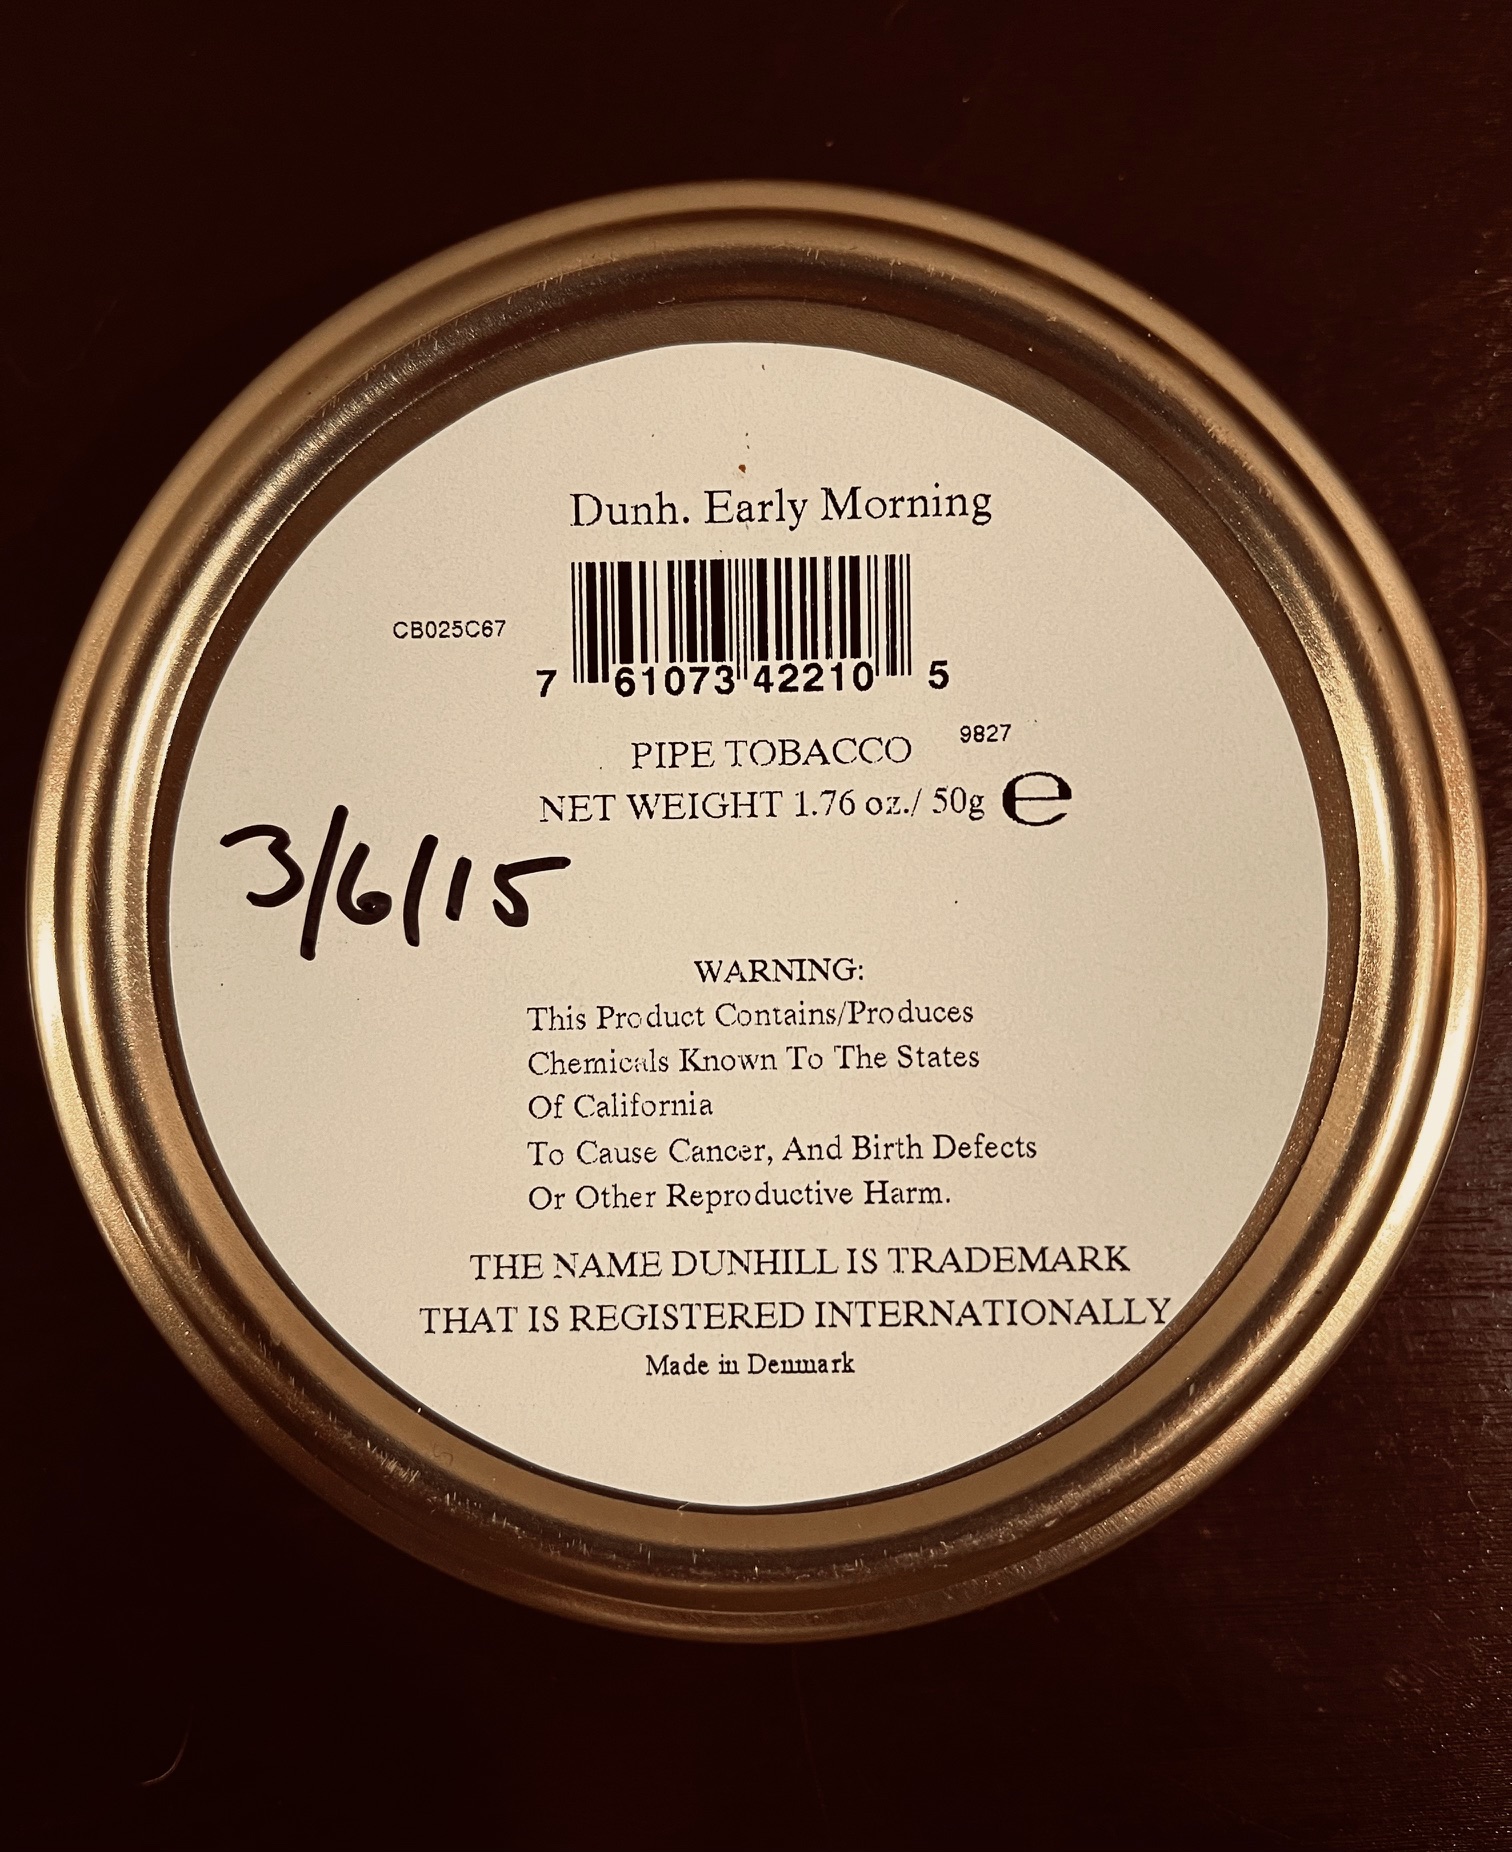 Dunh. Early Morning
CB025C67
7 61073 42210 5
9827
PIPE TOBACCO
NET WEIGHT 1.76 oz./ 50g e
3/6/15
WARNING:
This Product Contains/Produces
Chemicals Known To The States
Of California
To Cause Cancer, And Birth Defects
Or Other Reproductive Harm.
THE NAME DUNHILL IS TRADEMARK
THAT IS REGISTERED INTERNATIONALLY
Made in Denmark